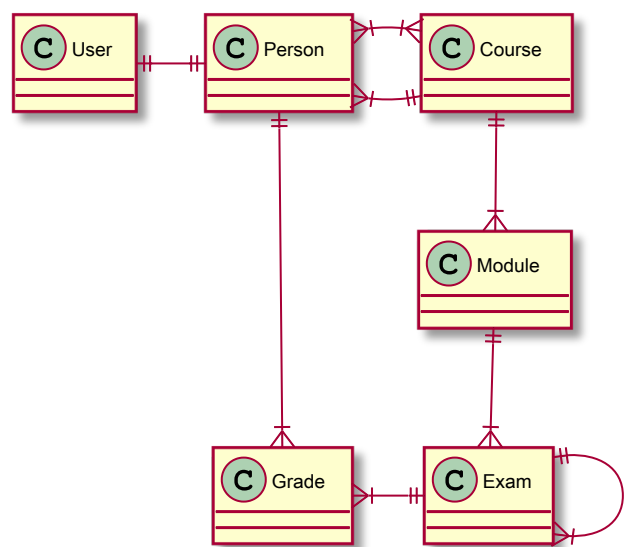 C User
C Person
C Course
C Module
C Grade
C Exam